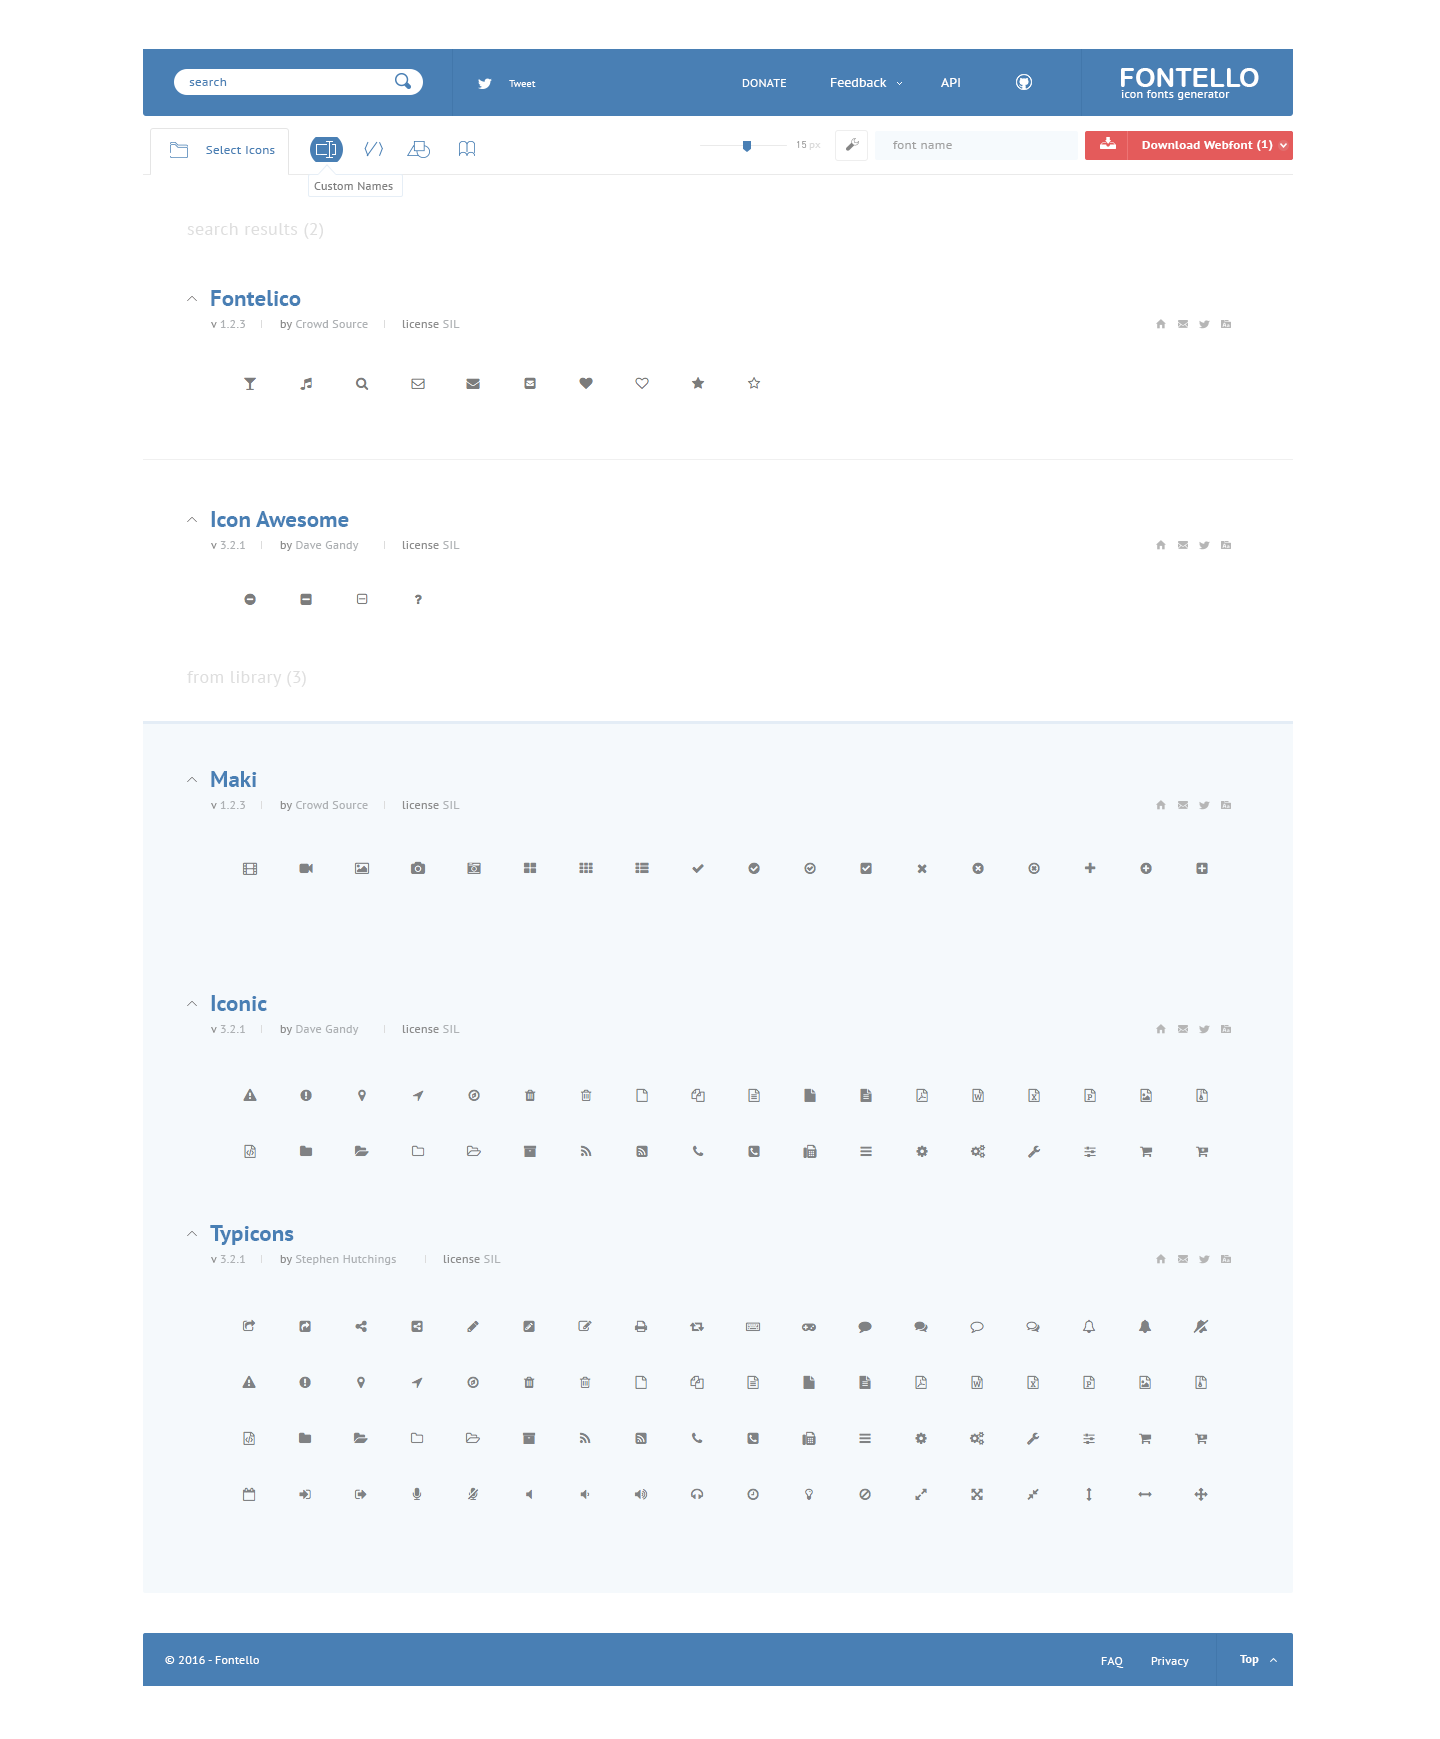 search
Tweet
DONATE
Feedback
API
FONTELLO
icon fonts generator
Select Icons
15 px
font name
Download Webfont (1)
Custom Names
search results (2)
Fontelico
v 1.2.3
by Crowd Source
license SIL
Icon Awesome
v 3.2.1
by Dave Gandy
license SIL
from library (3)
Maki
v 1.2.3
by Crowd Source
license SIL
Iconic
v 3.2.1
by Dave Gandy
license SIL
Typicons
v 3.2.1
by Stephen Hutchings
license SIL
© 2016 - Fontello
FAQ
Privacy
Top